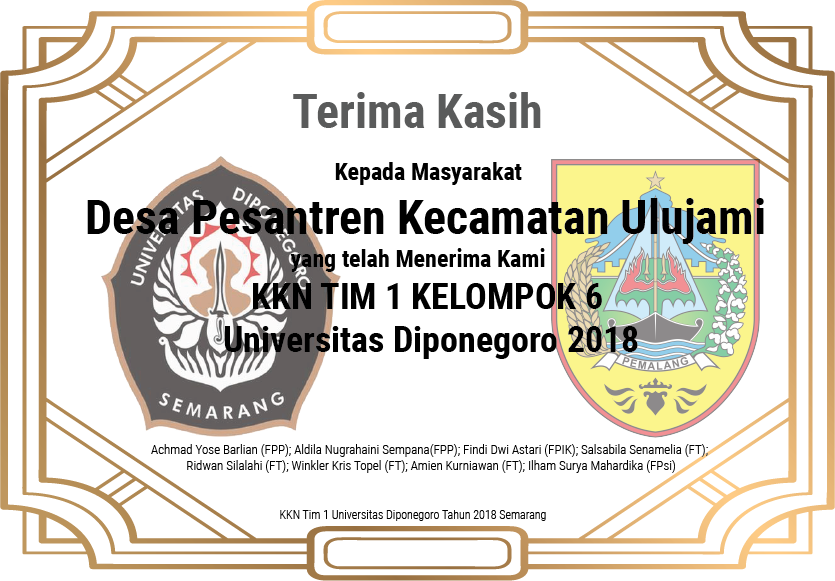 Terima Kasih
Kepada Masyarakat
Desa Pesantren Kecamatan Ulujami
yang telah Menerima Kami
KKN TIM 1 KELOMPOK 6
Universitas Diponegoro 2018
UNIVERSITAS DIPONEGORO
SEMARANG
PEMALANG
Achmad Yose Barlian (FPP); Aldila Nugrahaini Sempana(FPP); Findi Dwi Astari (FPIK); Salsabila Senamelia (FT);
Ridwan Silalahi (FT); Winkler Kris Topel (FT); Amien Kurniawan (FT); Ilham Surya Mahardika (FPsi)
KKN Tim 1 Universitas Diponegoro Tahun 2018 Semarang